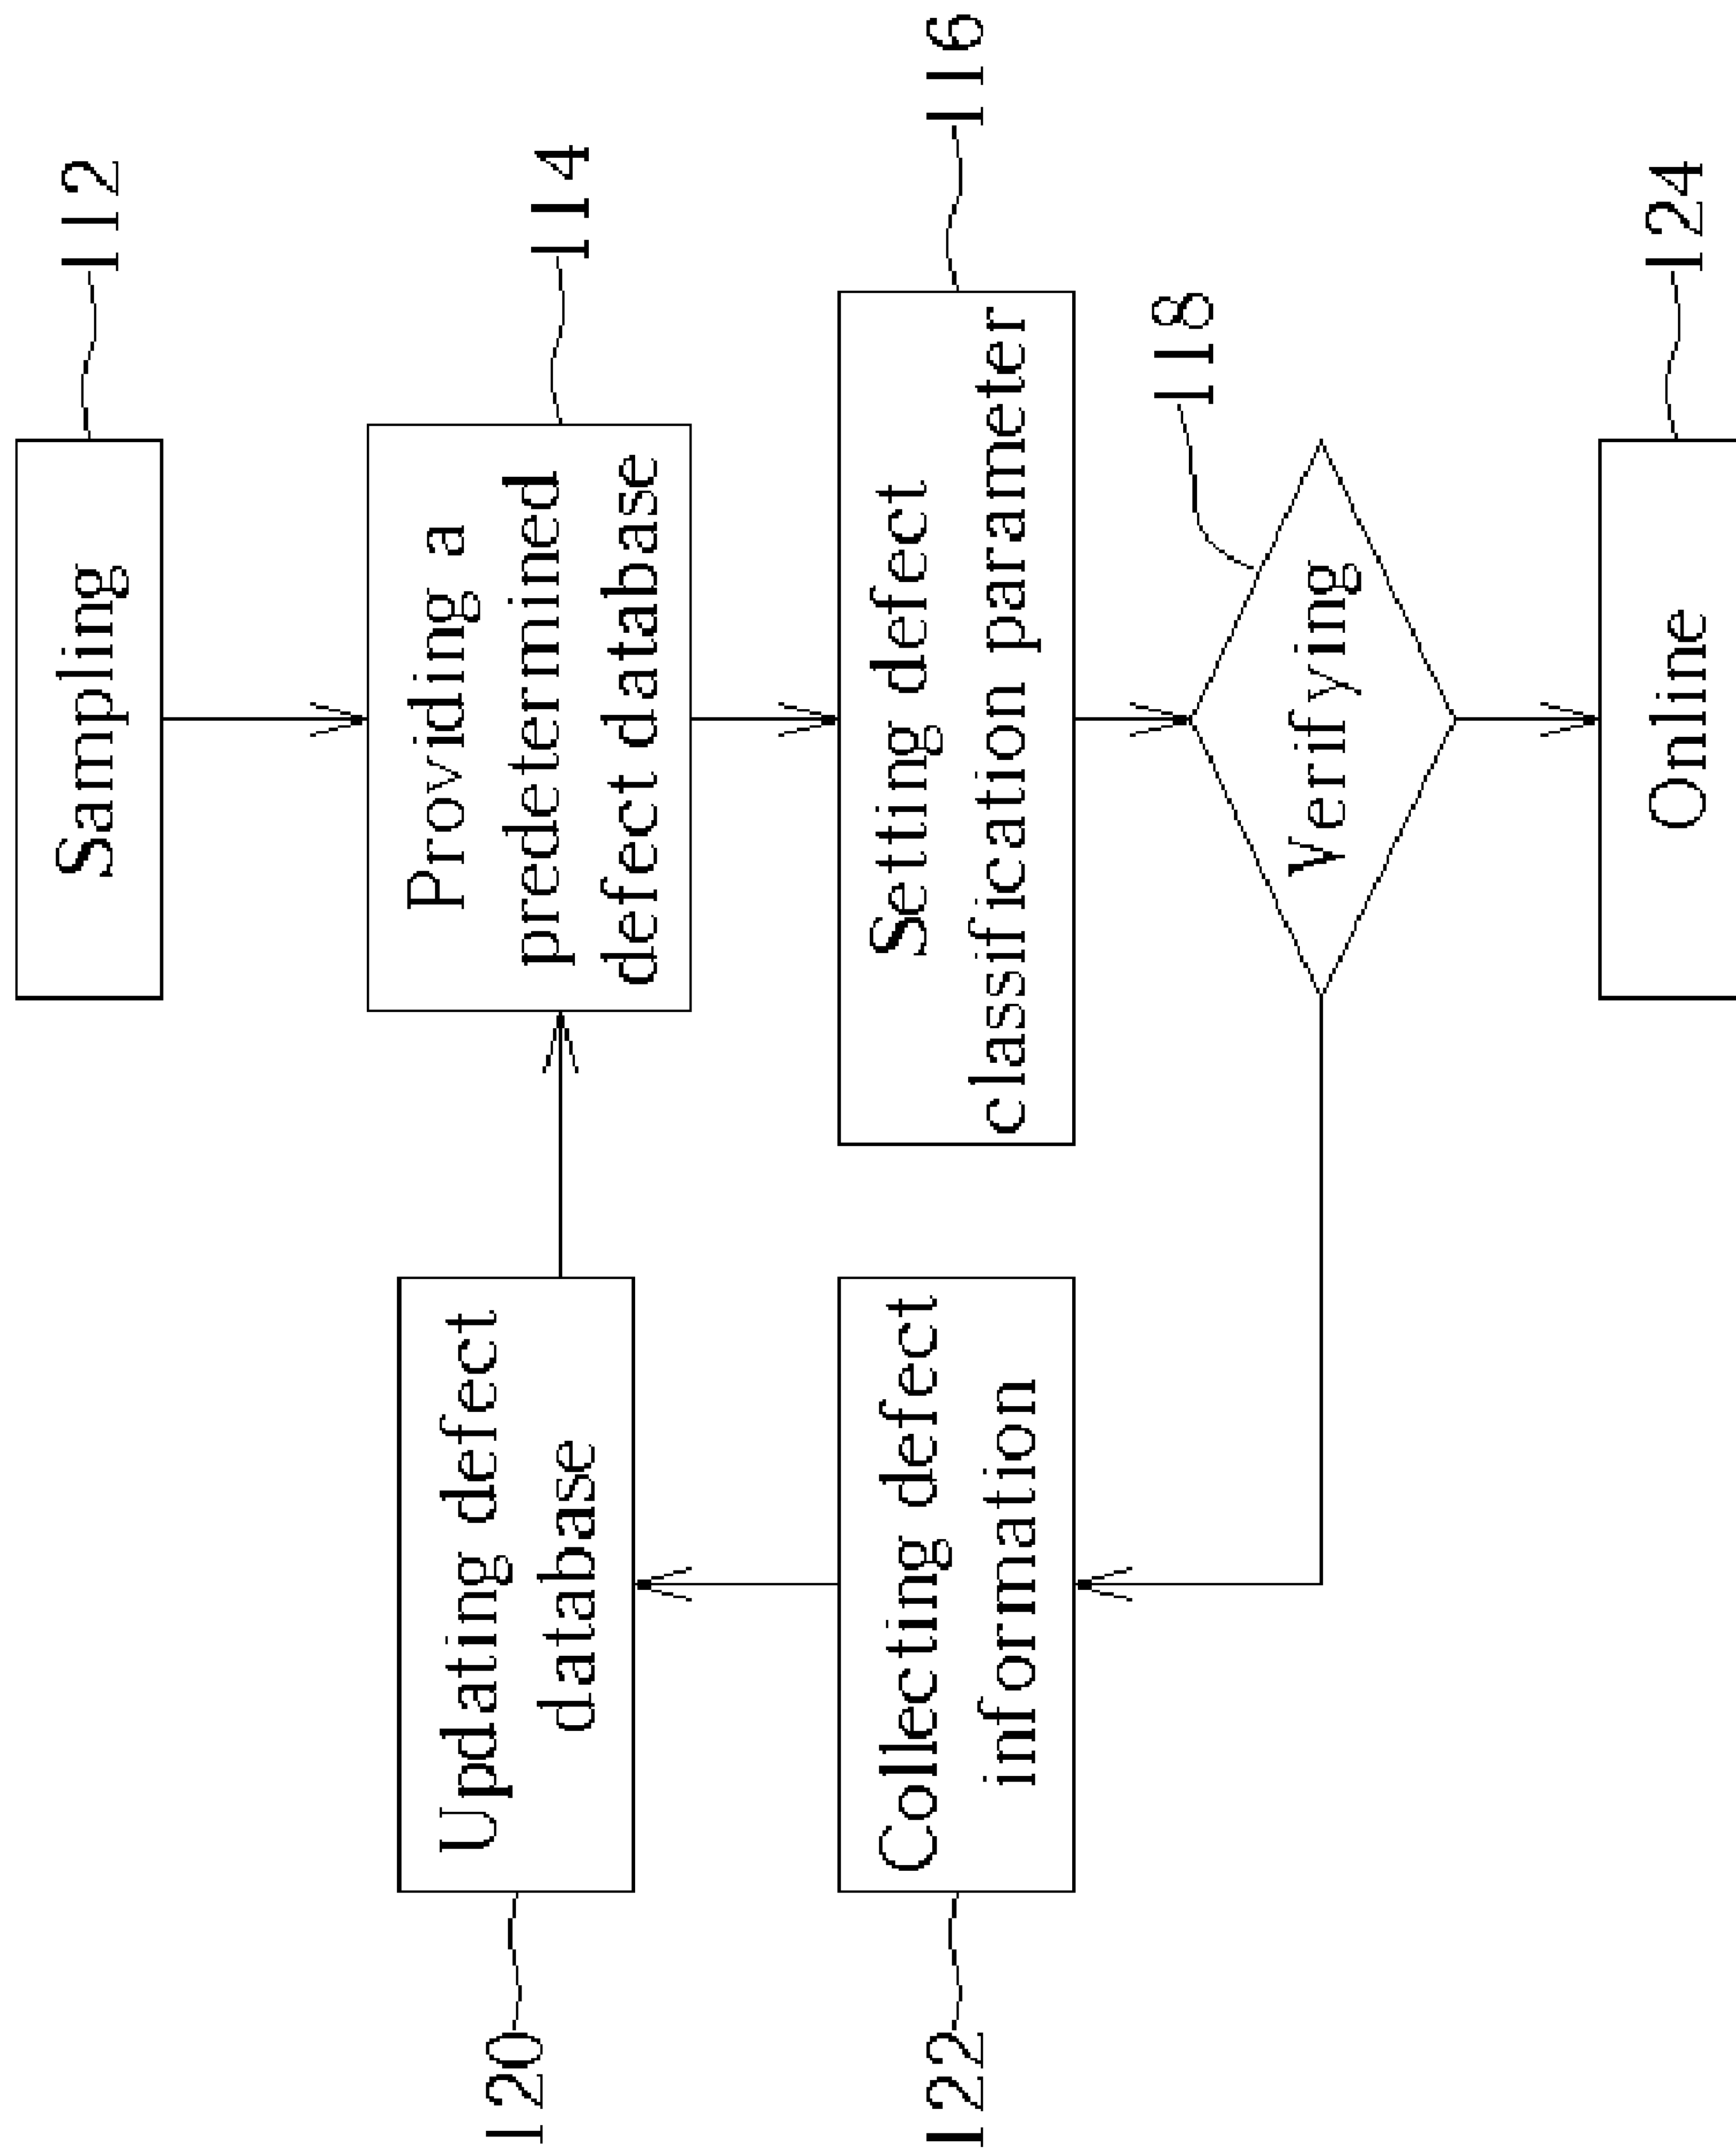 Sampling
112
Providing a
predetermined
defect database
114
Updating defect
database
120
Setting defect
classification parameter
116
Collecting defect
information
122
Verifying
118
Online
124